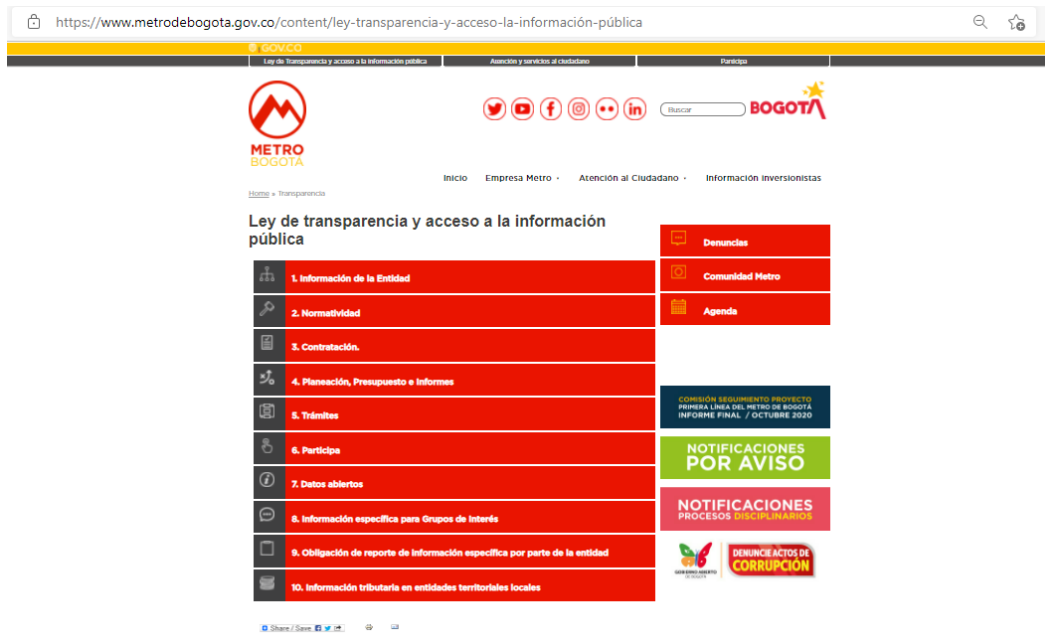 https://www.metrodebogota.gov.co/content/ley-transparencia-y-acceso-la-información-pública
GOV.CO
Ley de Transparencia y acceso a la información pública
Atención y servicios al ciudadano
Participa
Buscar
BOGOTÁ
METRO
BOGOTÁ
Inicio
Empresa Metro
Atención al Ciudadano
Información Inversionistas
Home » Transparencia
Ley de transparencia y acceso a la información
pública
1. Información de la Entidad
2. Normatividad
3. Contratación.
4. Planeación, Presupuesto e Informes
5. Trámites
6. Participa
7. Datos abiertos
8. Información específica para Grupos de Interés
9. Obligación de reporte de información específica por parte de la entidad
10. Información tributaria en entidades territoriales locales
Denuncias
Comunidad Metro
Agenda
COMISIÓN SEGUIMIENTO PROYECTO
PRIMERA LÍNEA DEL METRO DE BOGOTÁ
INFORME FINAL / OCTUBRE 2020
NOTIFICACIONES
POR AVISO
NOTIFICACIONES
PROCESOS DISCIPLINARIOS
GOBIERNO ABIERTO
DE BOGOTÁ
DENUNCIE ACTOS DE
CORRUPCIÓN
Share / Save